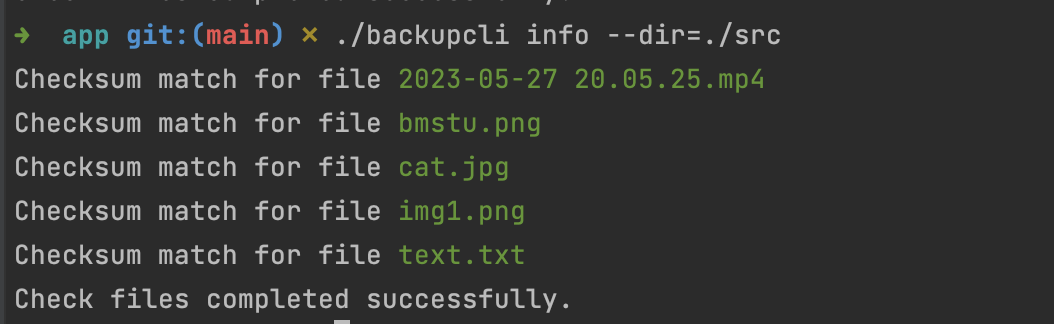 ➜ app git:(main) ✗ ./backupcli info --dir=./src
Checksum match for file 2023-05-27 20.05.25.mp4
Checksum match for file bmstu.png
Checksum match for file cat.jpg
Checksum match for file img1.png
Checksum match for file text.txt
Check files completed successfully.